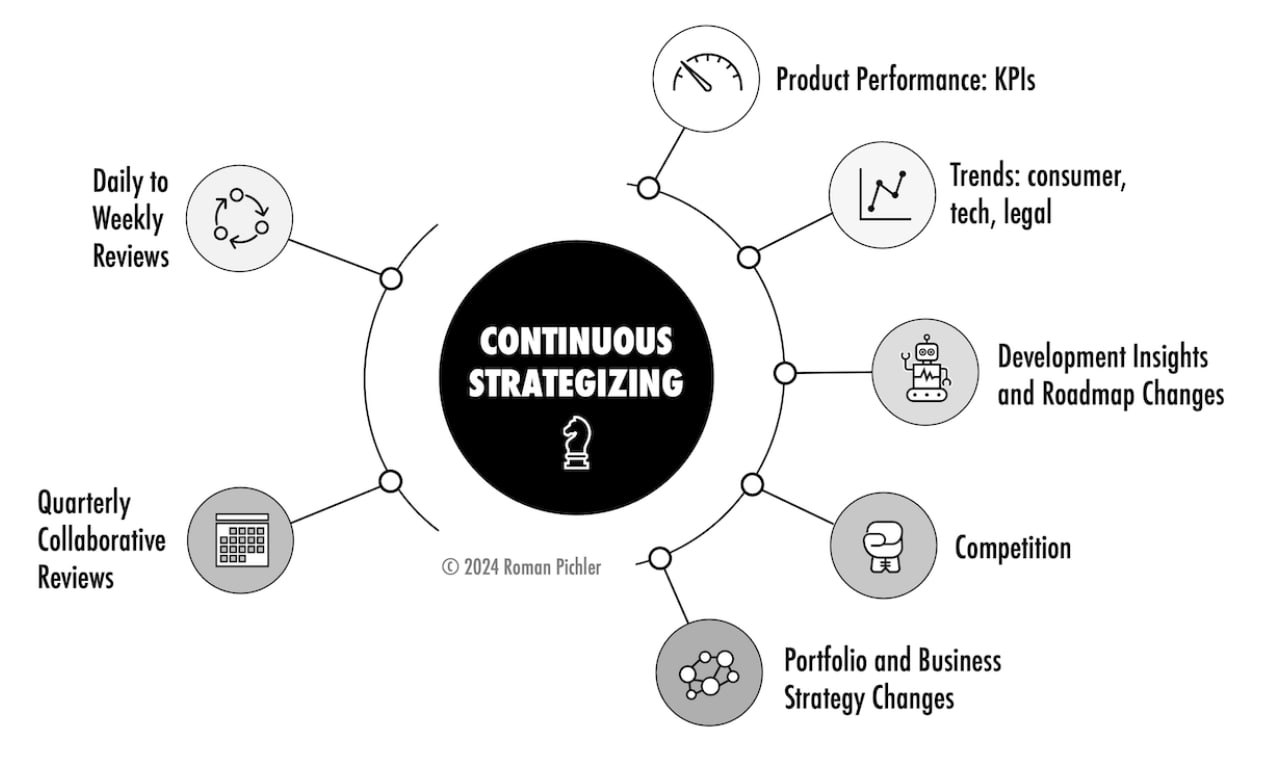 Product Performance: KPIs
Trends: consumer,
tech, legal
Daily to
Weekly
Reviews
CONTINUOUS
STRATEGIZING
Development Insights
and Roadmap Changes
Quarterly
Collaborative
Reviews
Competition
© 2024 Roman Pichler
Portfolio and Business
Strategy Changes